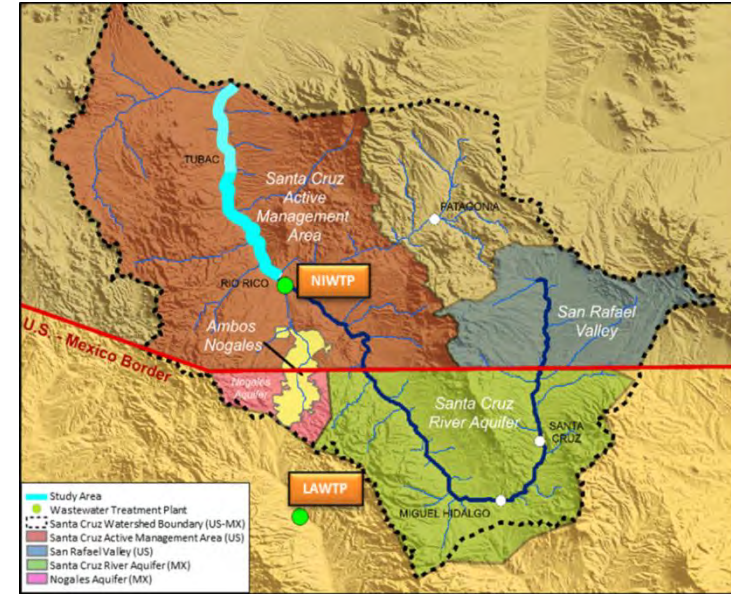 TUBAC
Santa Cruz
Active
Management
Area
PATAGONIA
RIO RICO
NIWTP
San Rafael
Valley
Ambos
Nogales
U.S. - Mexico Border
Nogales
Aquifer
Santa Cruz
River Aquifer
SANTA
CRUZ
LAWTP
MIGUEL HIDALGO
Study Area
Wastewater Treatment Plant
Santa Cruz Watershed Boundary (US-MX)
Santa Cruz Active Management Area (US)
San Rafael Valley (US)
Santa Cruz River Aquifer (MX)
Nogales Aquifer (MX)